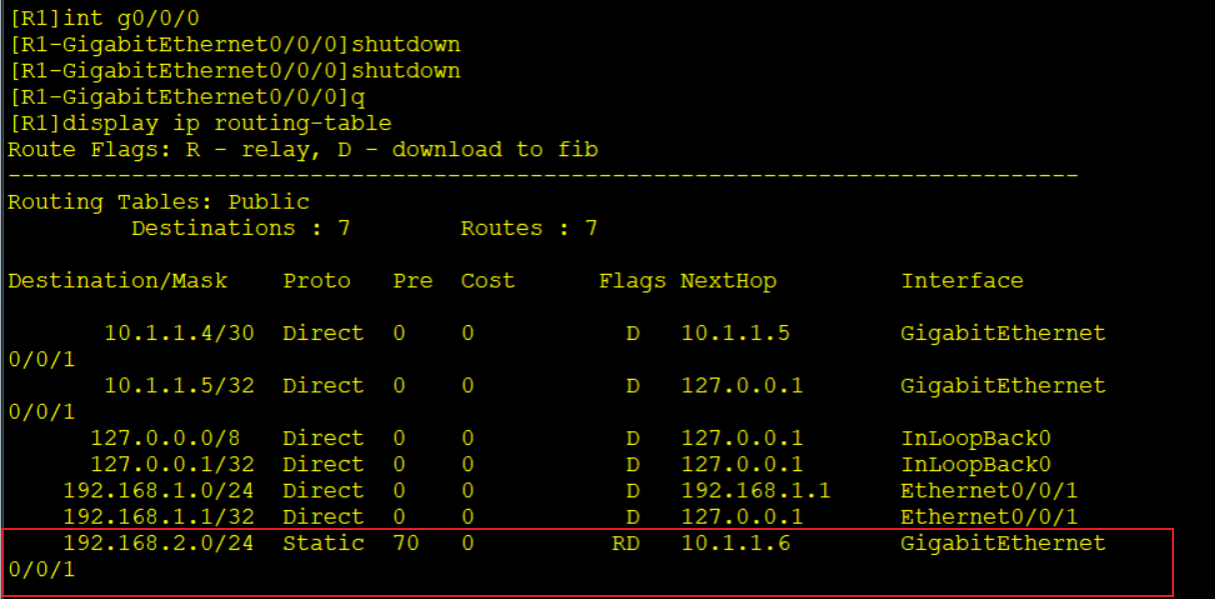 [R1]int g0/0/0
[R1-GigabitEthernet0/0/0]shutdown
[R1-GigabitEthernet0/0/0]shutdown
[R1-GigabitEthernet0/0/0]q
[R1]display ip routing-table
Route Flags: R - relay, D - download to fib
------------------------------------------------------------------------------
Routing Tables: Public
         Destinations : 7        Routes : 7

Destination/Mask    Proto   Pre  Cost      Flags NextHop         Interface

       10.1.1.4/30  Direct  0    0           D   10.1.1.5        GigabitEthernet
0/0/1
       10.1.1.5/32  Direct  0    0           D   127.0.0.1       GigabitEthernet
0/0/1
      127.0.0.0/8   Direct  0    0           D   127.0.0.1       InLoopBack0
      127.0.0.1/32  Direct  0    0           D   127.0.0.1       InLoopBack0
    192.168.1.0/24  Direct  0    0           D   192.168.1.1     Ethernet0/0/1
    192.168.1.1/32  Direct  0    0           D   127.0.0.1       Ethernet0/0/1
    192.168.2.0/24  Static  70   0          RD   10.1.1.6        GigabitEthernet
0/0/1